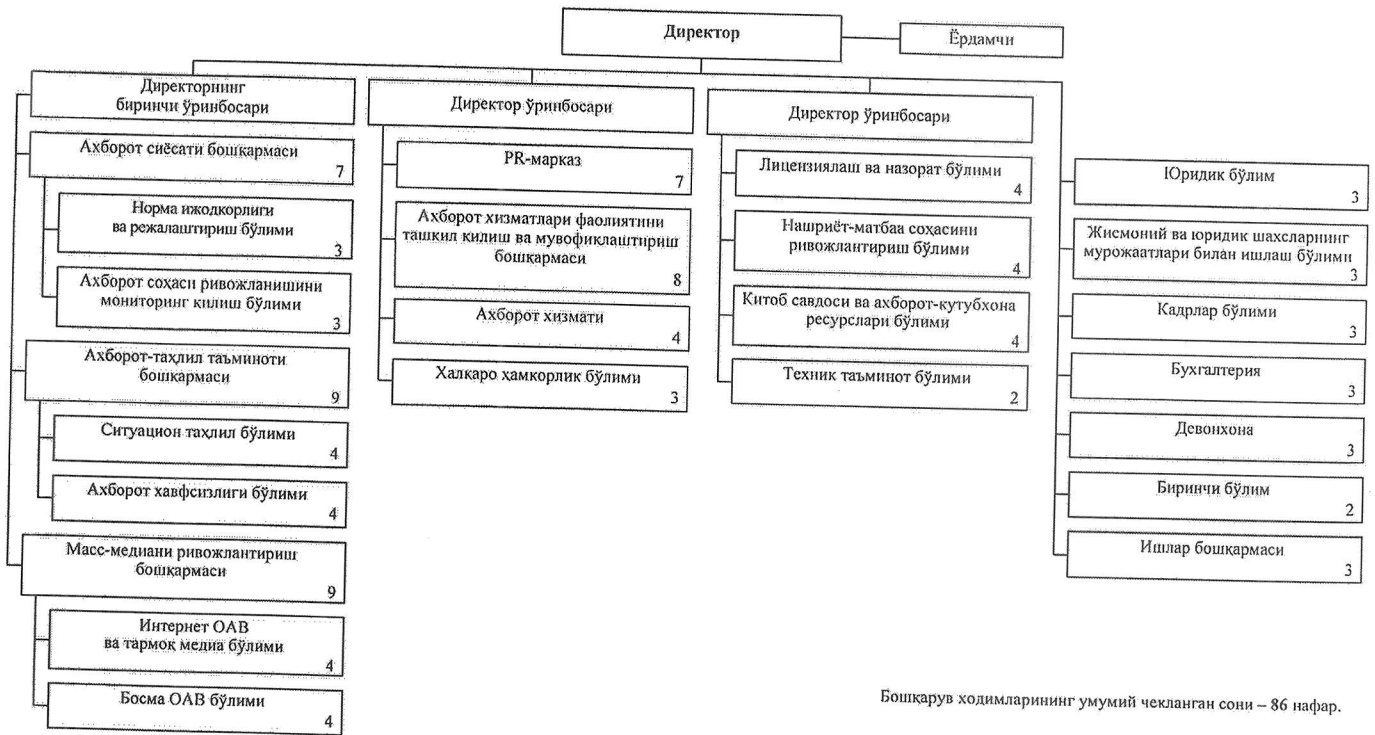 Директор
Ёрдамчи
Директорнинг
биринчи ўринбосари
Ахборот сиёсати бошқармаси
7
Норма ижодкорлиги
ва режалаштириш бўлими
3
Ахборот соҳаси ривожланишини
мониторинг килиш бўлими
3
Ахборот-таҳлил таъминоти
бошқармаси
9
Ситуацион таҳлил бўлими
4
Ахборот хавфсизлиги бўлими
4
Масс-медиани ривожлантириш
бошқармаси
9
Интернет ОАВ
ва тармоқ медиа бўлими
4
Босма ОАВ бўлими
4
Директор ўринбосари
PR-марказ
7
Ахборот хизматлари фаолиятини
ташкил килиш ва мувофиклаштириш
бошқармаси
8
Ахборот хизмати
4
Халкаро ҳамкорлик бўлими
3
Директор ўринбосари
Лицензиялаш ва назорат бўлими
4
Нашриёт-матбаа соҳасини
ривожлантириш бўлими
4
Китоб савдоси ва ахборот-кутубхона
ресурслари бўлими
4
Техник таъминот бўлими
2
Юридик бўлим
3
Жисмоний ва юридик шахсларнинг
мурожаатлари билан ишлаш бўлими
3
Кадрлар бўлими
3
Бухгалтерия
3
Девонхона
3
Биринчи бўлим
2
Ишлар бошқармаси
3
Бошқарув ходимларининг умумий чекланган сони – 86 нафар.